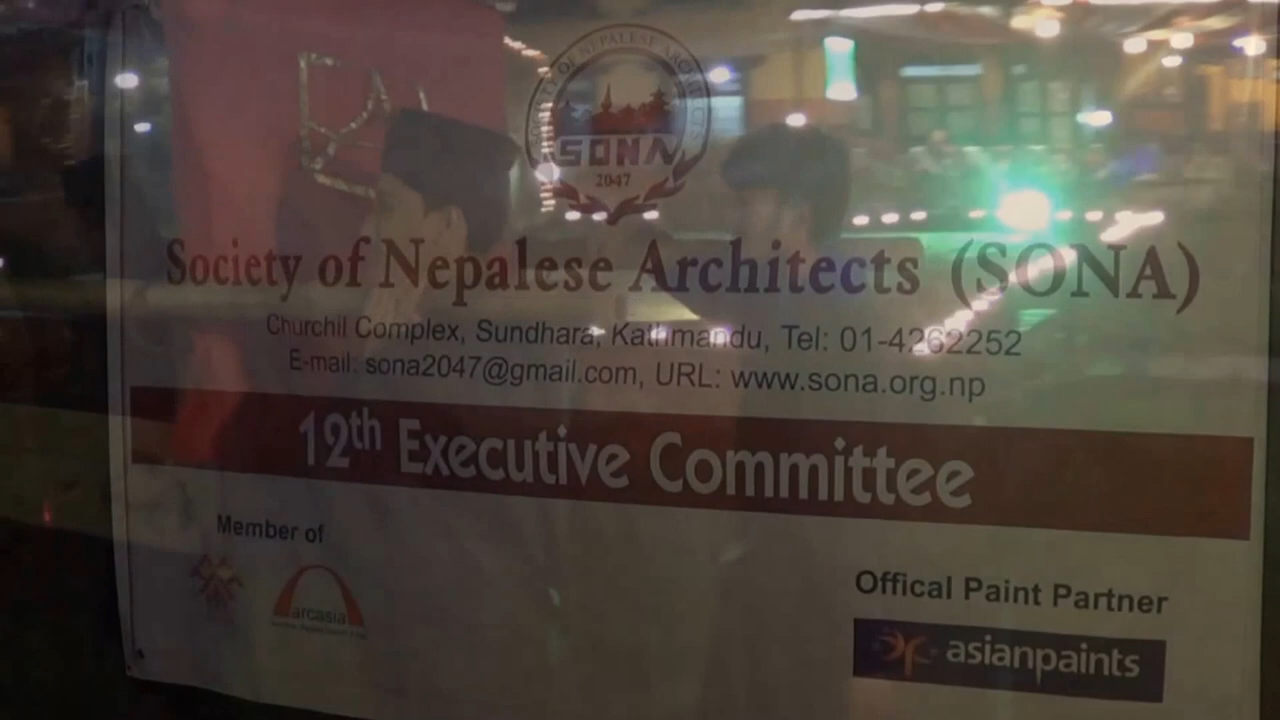 SOCIETY OF NEPALESE ARCHITECTS
SONA
2047
Society of Nepalese Architects (SONA)
Churchil Complex, Sundhara, Kathmandu, Tel: 01-4262252
E-mail: sona2047@gmail.com, URL: www.sona.org.np
12th Executive Committee
Member of
arcasia
Offical Paint Partner
asianpaints